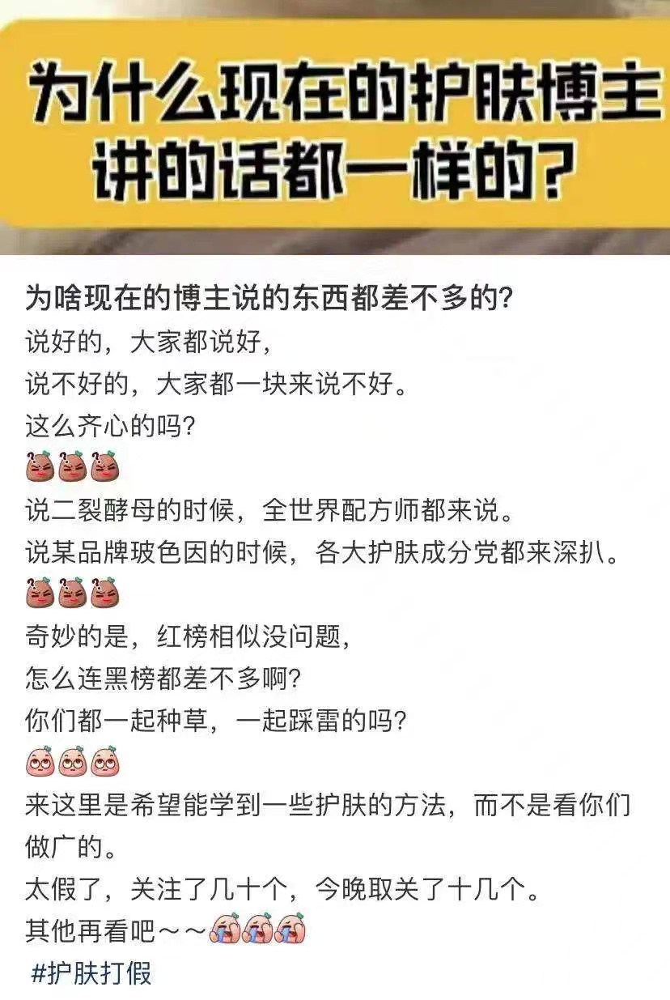 为什么现在的护肤博主
讲的话都一样的?
为啥现在的博主说的东西都差不多的?
说好的，大家都说好，
说不好的，大家都一块来说不好。
这么齐心的吗?
说二裂酵母的时候，全世界配方师都来说。
说某品牌玻色因的时候，各大护肤成分党都来深扒。
奇妙的是，红榜相似没问题，
怎么连黑榜都差不多啊?
你们都一起种草，一起踩雷的吗?
来这里是希望能学到一些护肤的方法，而不是看你们
做广的。
太假了，关注了几十个，今晚取关了十几个。
其他再看吧～～
#护肤打假